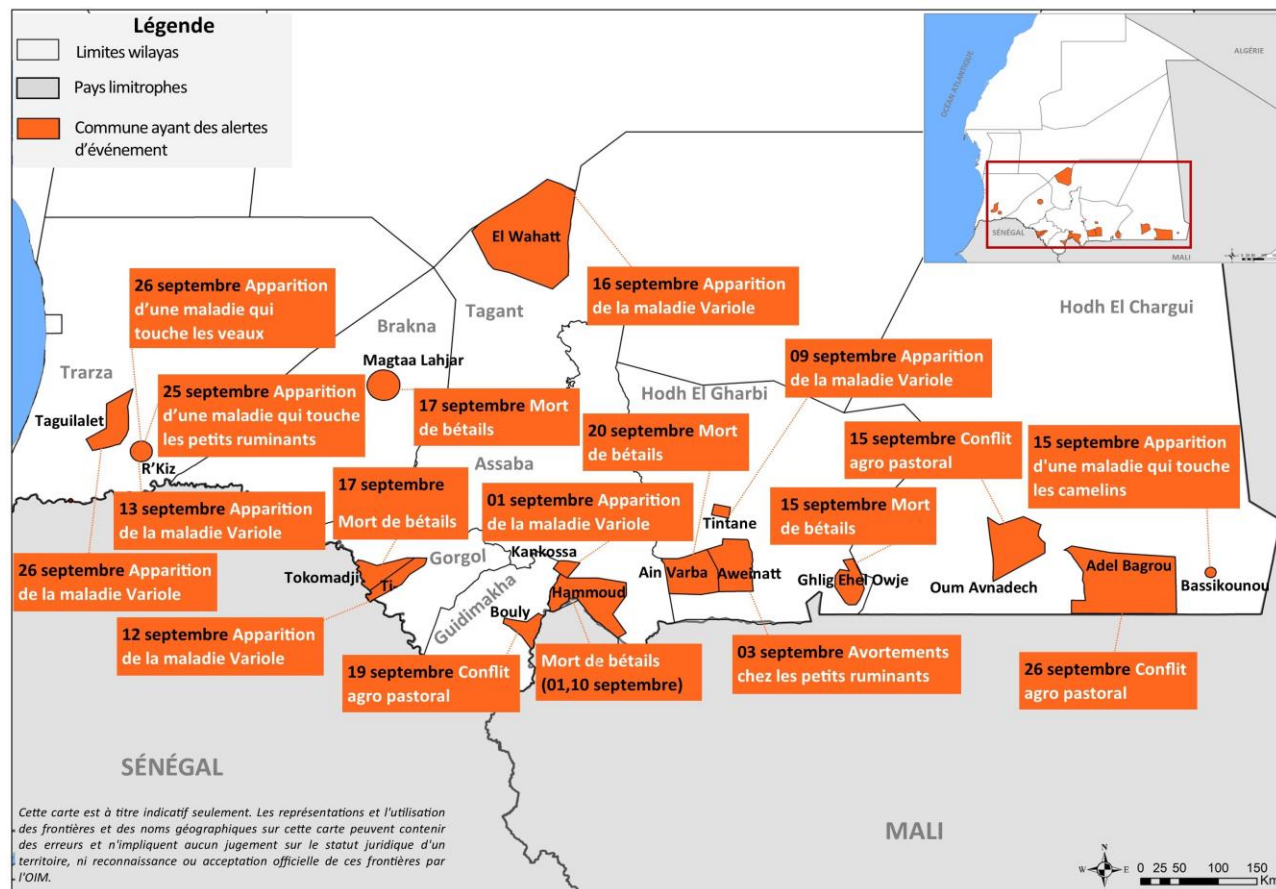 Légende
Limites wilayas
Pays limitrophes
Commune ayant des alertes
d'événement
OCÉAN ATLANTIQUE
ALGÉRIE
SÉNÉGAL
MALI
El Wahatt
26 septembre Apparition
d'une maladie qui
touche les veaux
16 septembre Apparition
de la maladie Variole
Hodh El Chargui
Tagant
Brakna
Magtaa Lahjar
09 septembre Apparition
de la maladie Variole
Trarza
Taguilalet
25 septembre Apparition
d'une maladie qui touche
les petits ruminants
17 septembre Mort
de bétails
Hodh El Gharbi
20 septembre Mort
de bétails
15 septembre Conflit
agro pastoral
15 septembre Apparition
d'une maladie qui touche
les camelins
R'Kiz
Assaba
17 septembre
Mort de bétails
01 septembre Apparition
de la maladie Variole
13 septembre Apparition
de la maladie Variole
Tintane
15 septembre Mort
de bétails
Gorgol
Kankossa
26 septembre Apparition
de la maladie Variole
Tokomadji
Ti
Ain Varba
Aweinatt
Ghlig Ehel Owje
Oum Avnadech
Adel Bagrou
Bassikounou
Hammoud
Bouly
Guidimakha
12 septembre Apparition
de la maladie Variole
19 septembre Conflit
agro pastoral
Mort de bétails
(01,10 septembre)
03 septembre Avortements
chez les petits ruminants
26 septembre Conflit
agro pastoral
SÉNÉGAL
MALI
Cette carte est à titre indicatif seulement. Les représentations et l'utilisation
des frontières et des noms géographiques sur cette carte peuvent contenir
des erreurs et n'impliquent aucun jugement sur le statut juridique d'un
territoire, ni reconnaissance ou acceptation officielle de ces frontières par
l'OIM.
N
W E
S
0 25 50 100 150
Km